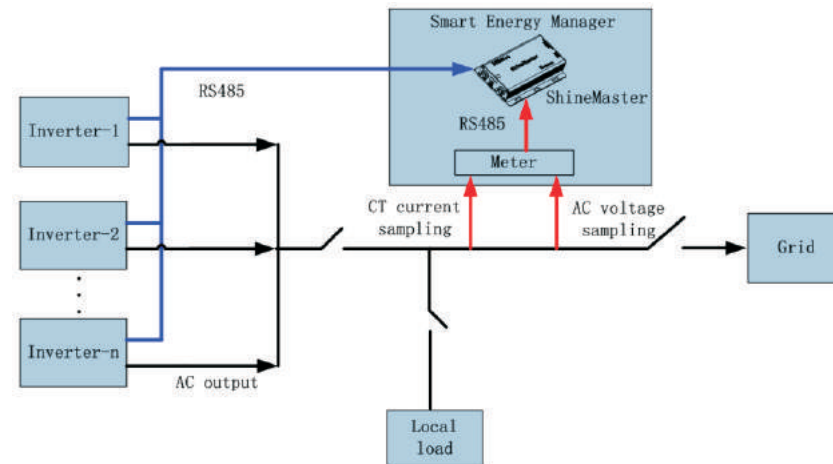 Smart Energy Manager
ShineMaster
RS485
RS485
Meter
Inverter-1
CT current
sampling
AC voltage
sampling
Inverter-2
Grid
Inverter-n
AC output
Local
load